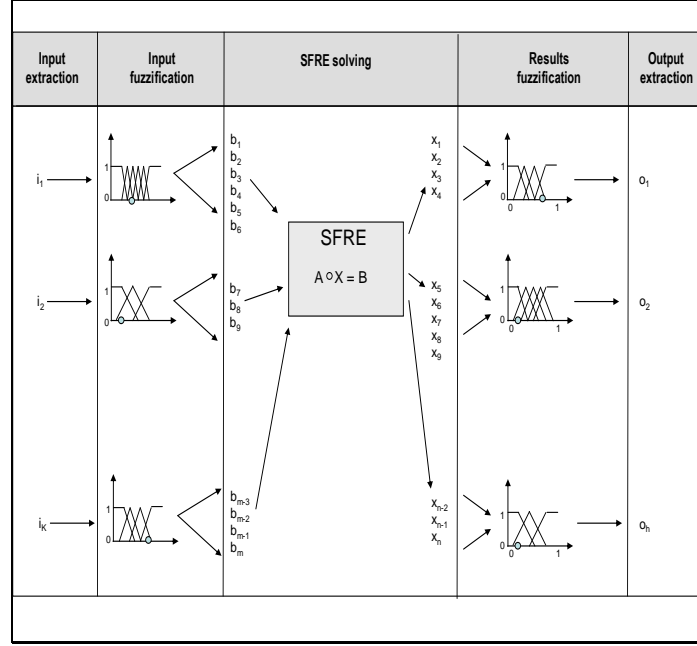 Input extraction
Input fuzzification
SFRE solving
Results fuzzification
Output extraction
i1
1
0
b1
b2
b3
b4
b5
b6
x1
x2
x3
x4
1
0
0
1
o1
SFRE
A ○ X = B
i2
1
0
b7
b8
b9
x5
x6
x7
x8
x9
1
0
0
1
o2
iK
1
0
bm-3
bm-2
bm-1
bm
xn-2
xn-1
xn
1
0
0
1
oh